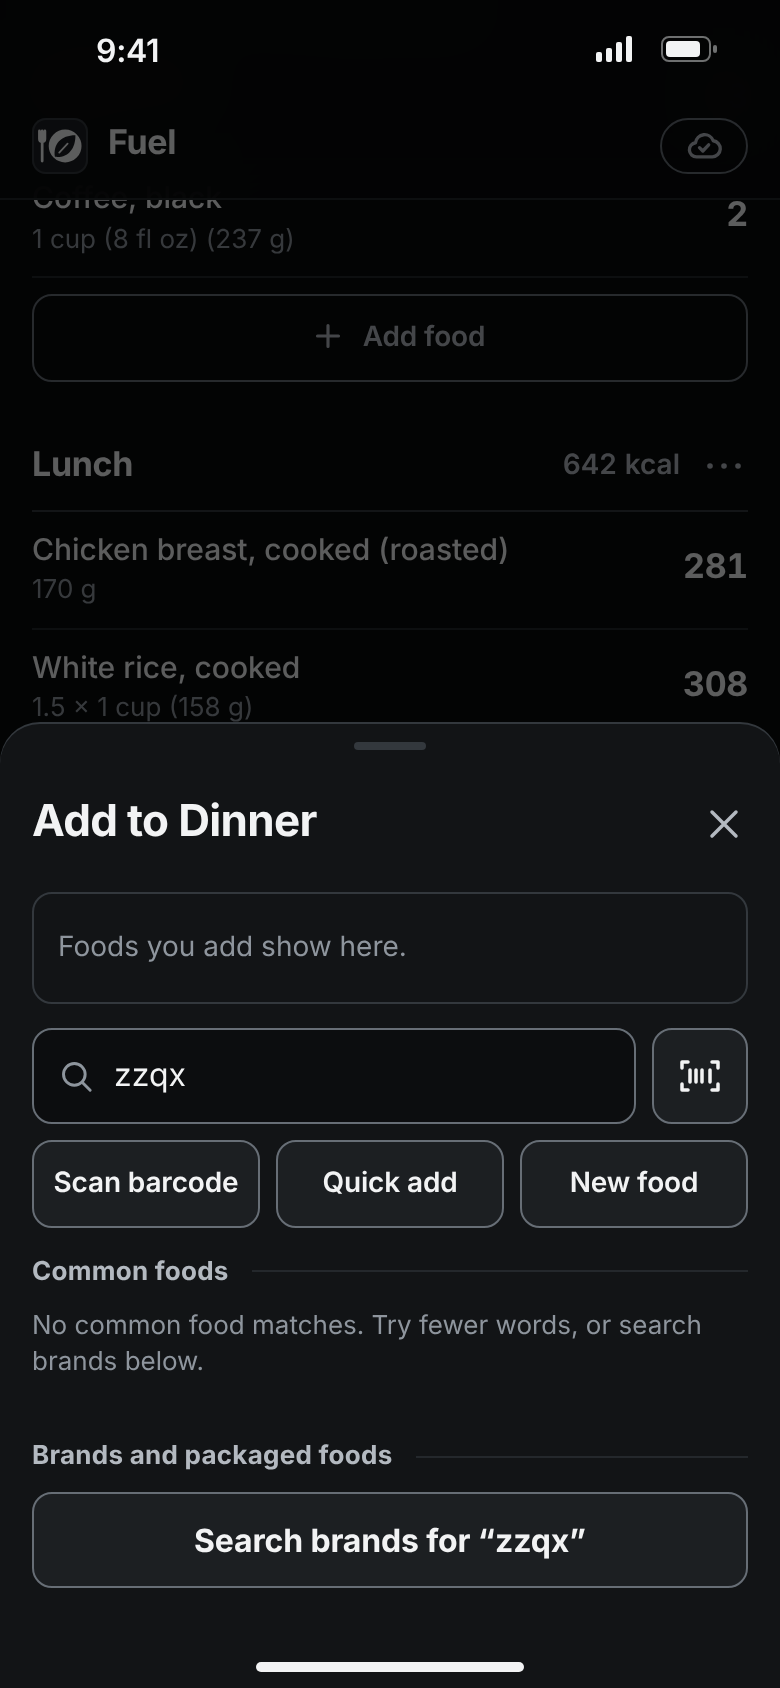 9:41
Fuel
Coffee, black
2
1 cup (8 fl oz) (237 g)
Add food
Lunch
642 kcal
Chicken breast, cooked (roasted)
281
170 g
White rice, cooked
308
1.5 × 1 cup (158 g)
Add to Dinner
Foods you add show here.
zzqx
Scan barcode
Quick add
New food
Common foods
No common food matches. Try fewer words, or search
brands below.
Brands and packaged foods
Search brands for “zzqx”